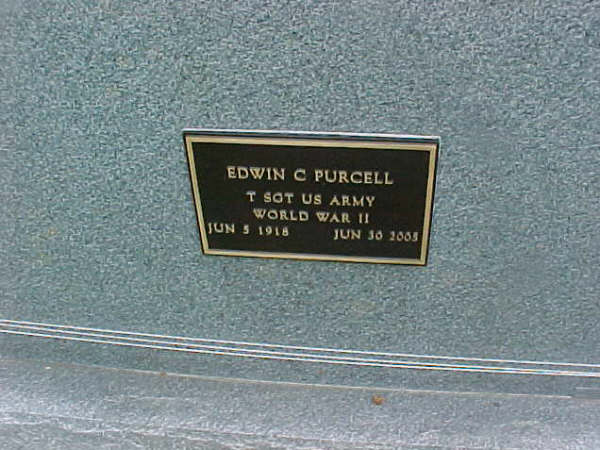 EDWIN C PURCELL
T SGT US ARMY
WORLD WAR II
JUN 5 1918 JUN 30 2005